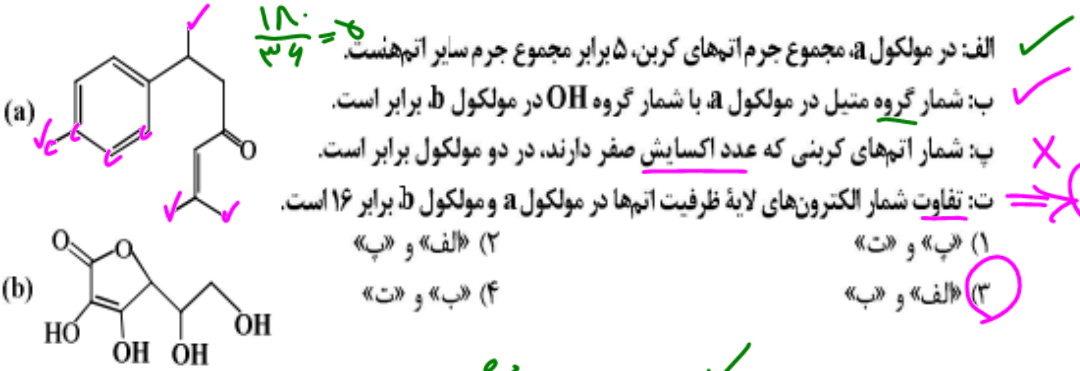 ۱۸۰
۳۶ = ۵
الف: در مولکول a، مجموع جرم اتم‌های کربن، ۵ برابر مجموع جرم سایر اتم‌هاست.
(a)
ب: شمار گروه متیل در مولکول a، با شمار گروه OH در مولکول b، برابر است.
پ: شمار اتم‌های کربنی که عدد اکسایش صفر دارند، در دو مولکول برابر است.
O
ت: تفاوت شمار الکترون‌های لایهٔ ظرفیت اتم‌ها در مولکول a و مولکول b، برابر ۱۶ است.
۱) «پ» و «ت»
۲) «الف» و «پ»
۳) «الف» و «ب»
۴) «ب» و «ت»
O
O
(b)
HO
OH
OH
OH